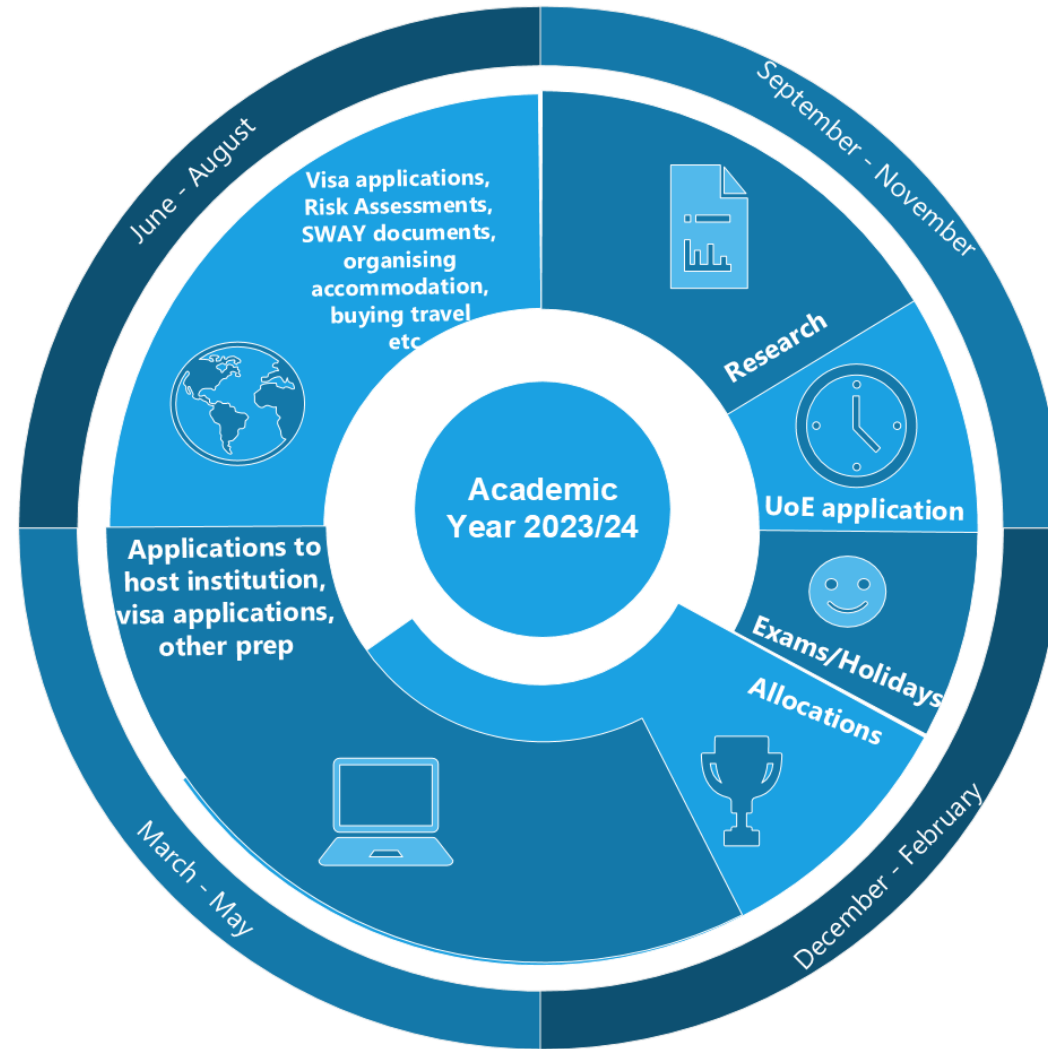 Academic
Year 2023/24
September - November
Research
UoE application
December - February
Exams/Holidays
Allocations
March - May
Applications to
host institution,
visa applications,
other prep
June - August
Visa applications,
Risk Assessments,
SWAY documents,
organising
accommodation,
buying travel
etc